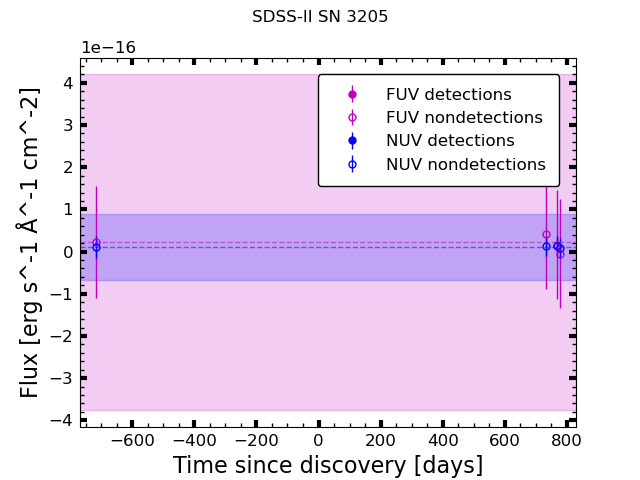 SDSS-II SN 3205
1e−16
4
3
2
1
0
−1
−2
−3
−4
Flux [erg s^-1 Å^-1 cm^-2]
FUV detections
FUV nondetections
NUV detections
NUV nondetections
−600 −400 −200 0 200 400 600 800
Time since discovery [days]